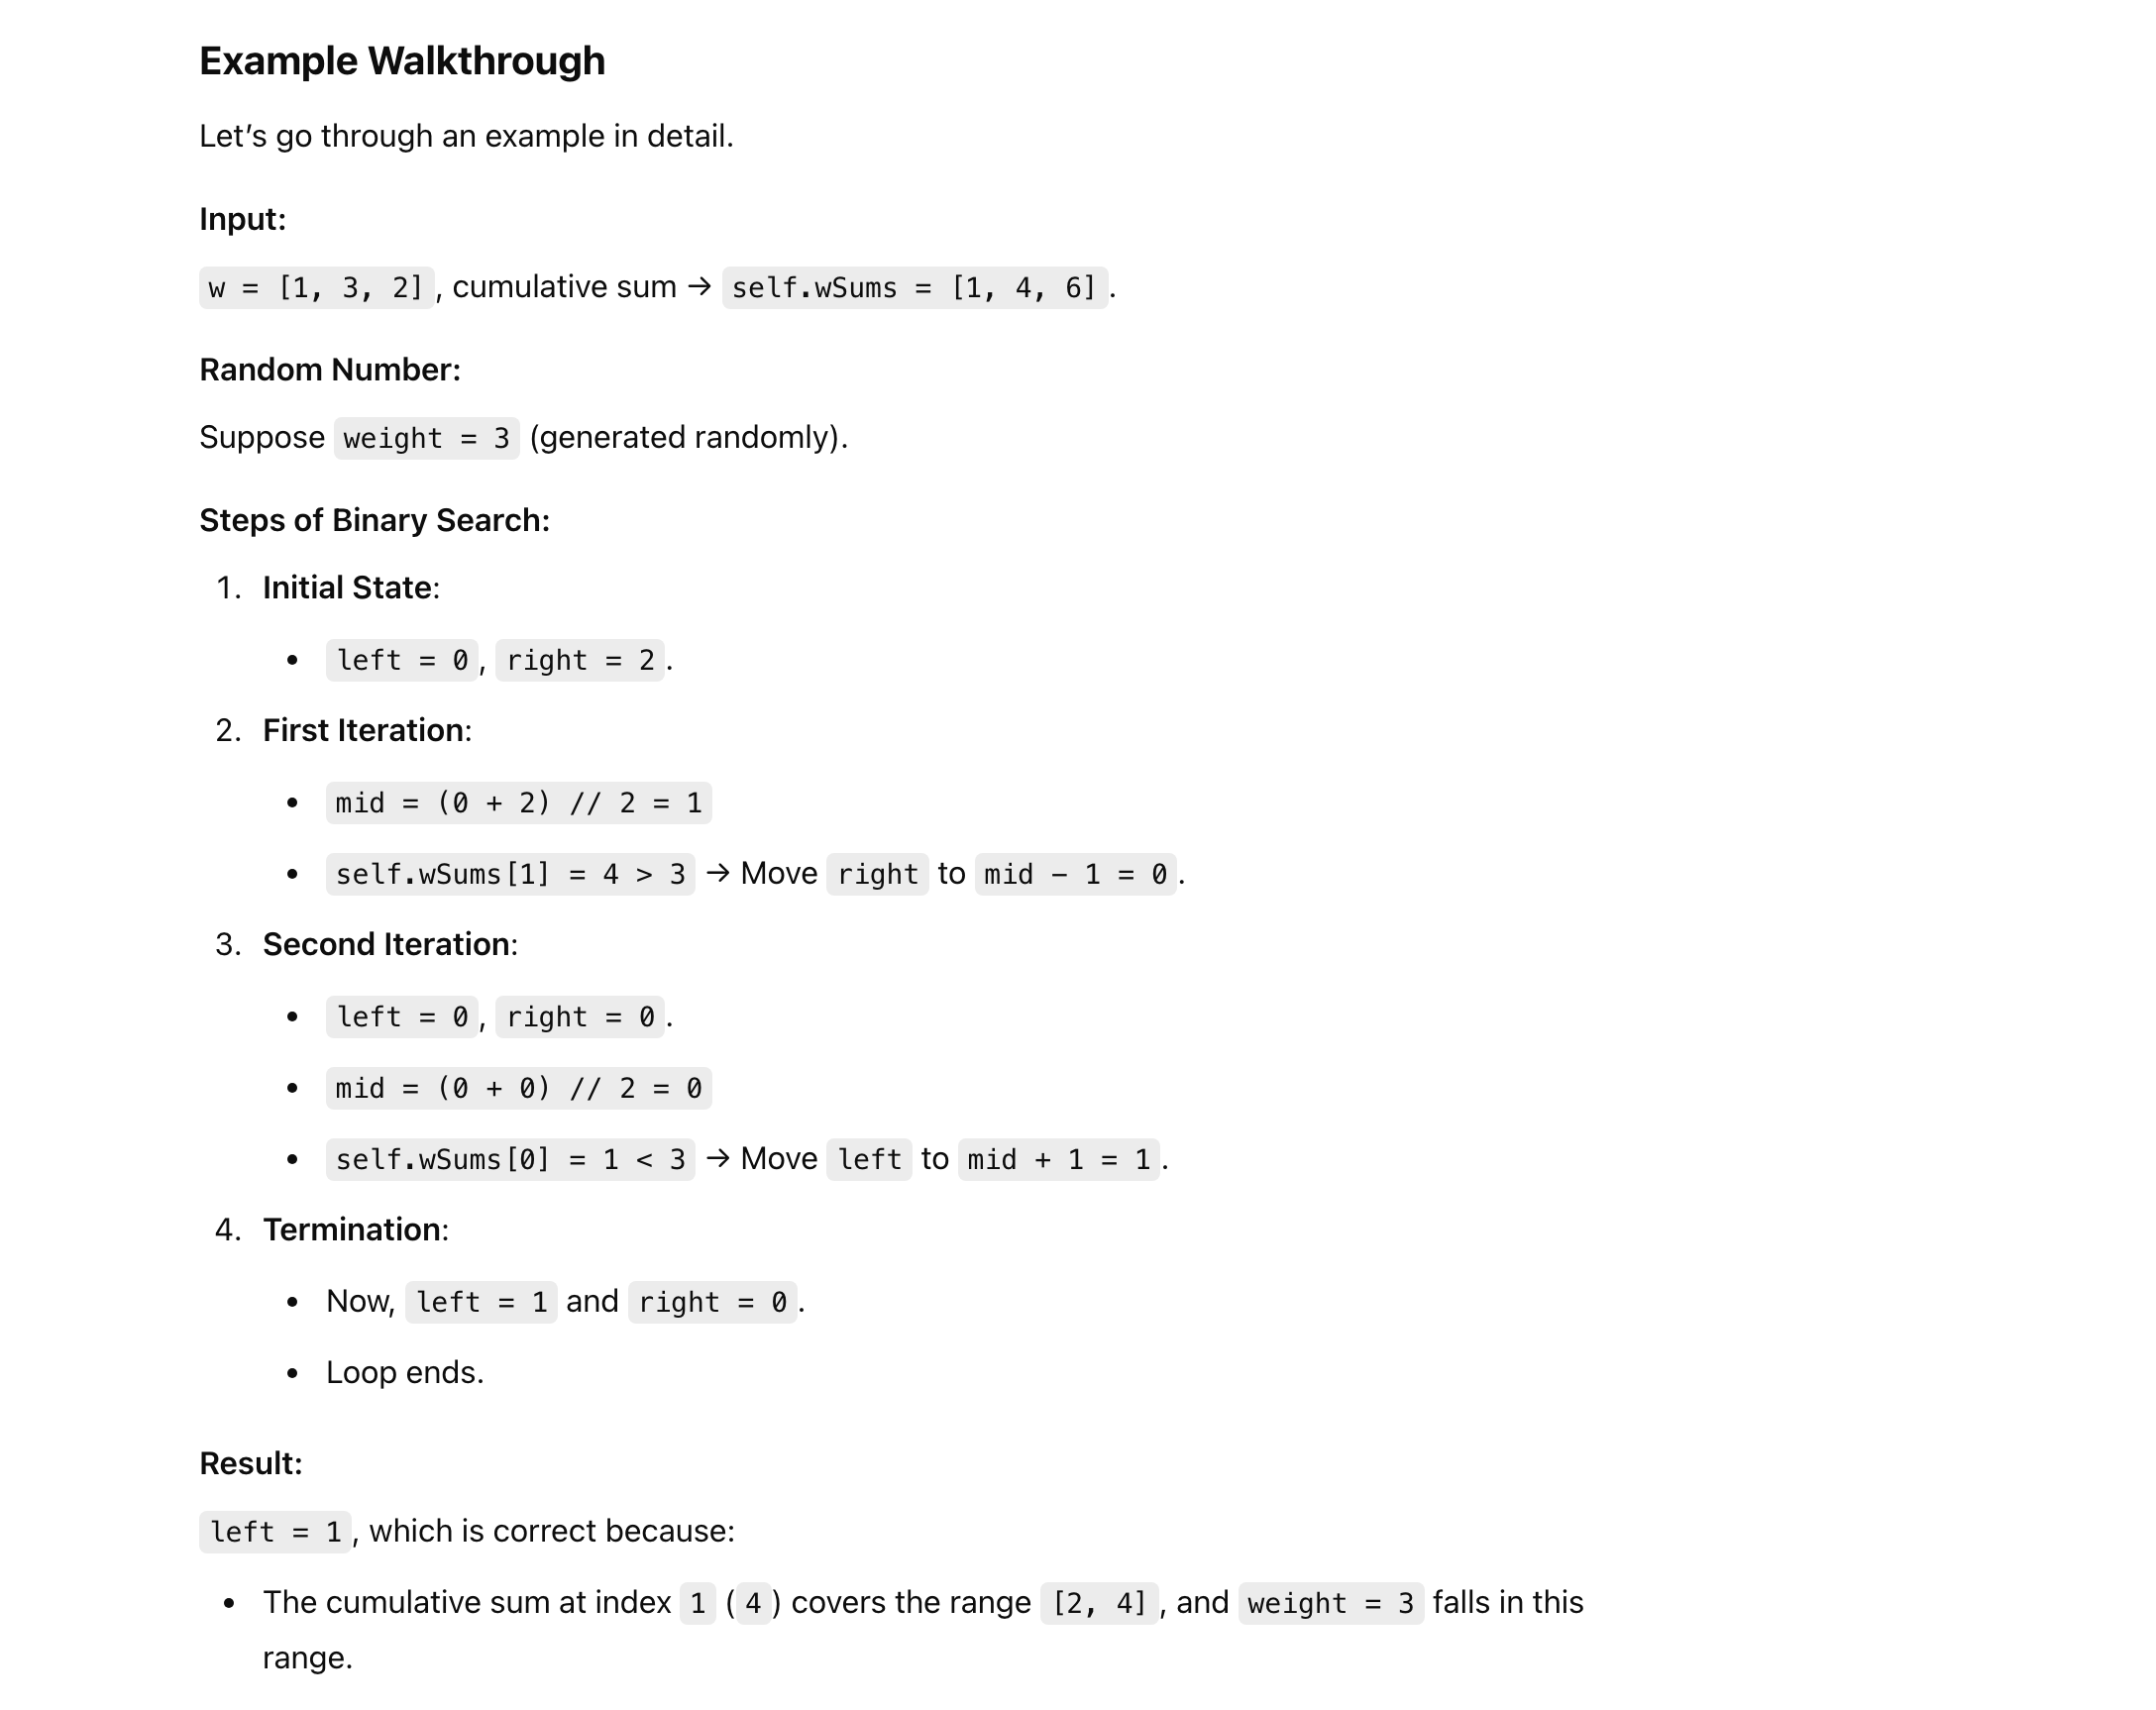 Example Walkthrough
Let’s go through an example in detail.
Input:
w = [1, 3, 2], cumulative sum → self.wSums = [1, 4, 6].
Random Number:
Suppose weight = 3 (generated randomly).
Steps of Binary Search:
1. Initial State:
• left = 0, right = 2.
2. First Iteration:
• mid = (0 + 2) // 2 = 1
• self.wSums[1] = 4 > 3 → Move right to mid - 1 = 0.
3. Second Iteration:
• left = 0, right = 0.
• mid = (0 + 0) // 2 = 0
• self.wSums[0] = 1 < 3 → Move left to mid + 1 = 1.
4. Termination:
• Now, left = 1 and right = 0.
• Loop ends.
Result:
left = 1, which is correct because:
• The cumulative sum at index 1 (4) covers the range [2, 4], and weight = 3 falls in this
range.